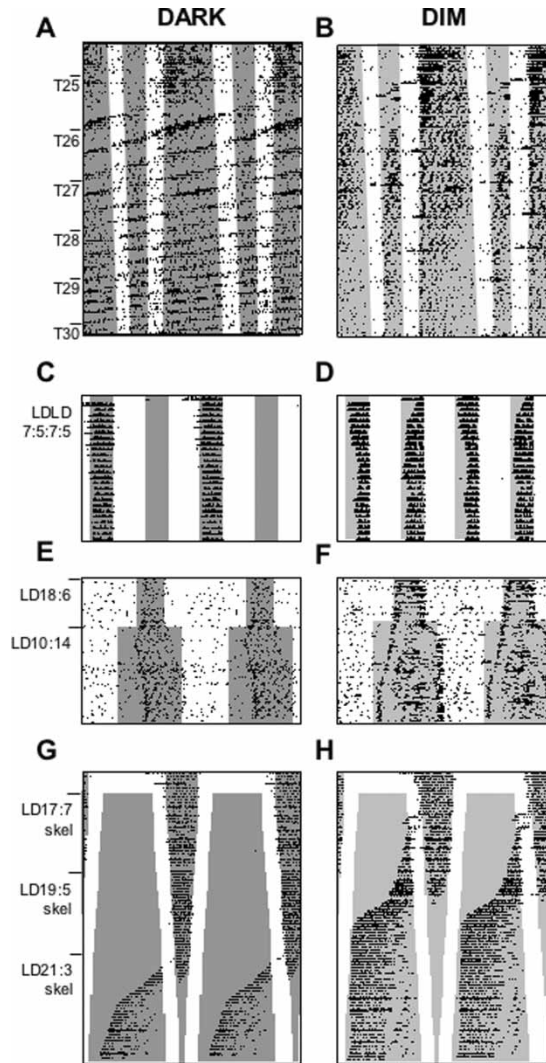 DARK
DIM
A
B
T25
T26
T27
T28
T29
T30
C
D
LDLD
7:5:7:5
E
F
LD18:6
LD10:14
G
H
LD17:7
skel
LD19:5
skel
LD21:3
skel